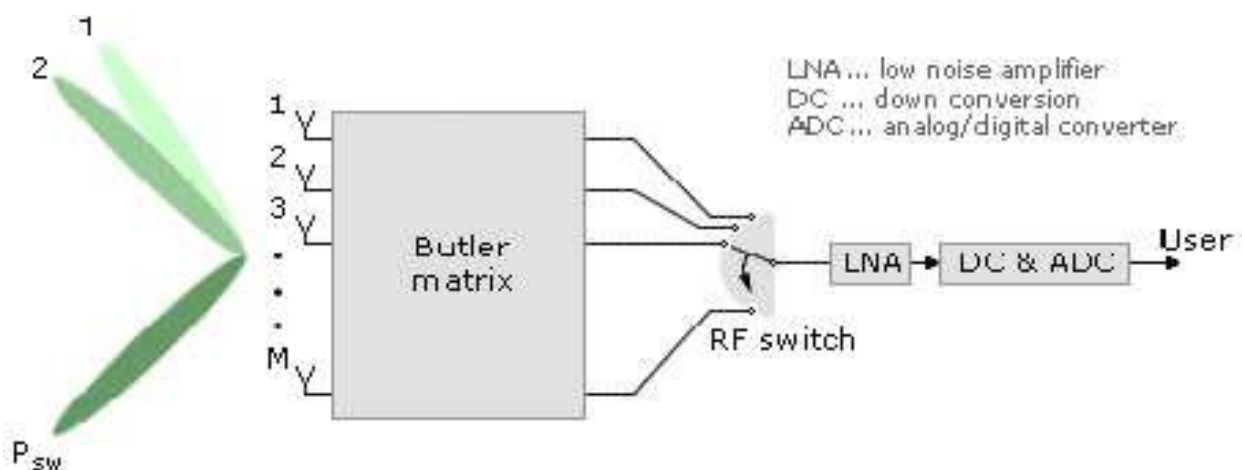 1
2
P_sw
1
2
3
M
Butler
matrix
RF switch
LNA
DC & ADC
User
LNA ... low noise amplifier
DC ... down conversion
ADC ... analog/digital converter